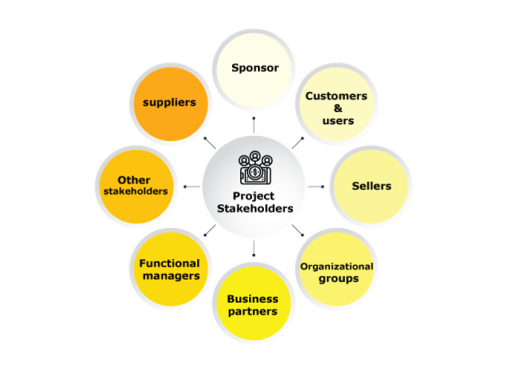 Sponsor
Customers
&
users
Sellers
Organizational
groups
Business
partners
Functional
managers
Other
stakeholders
suppliers
Project
Stakeholders